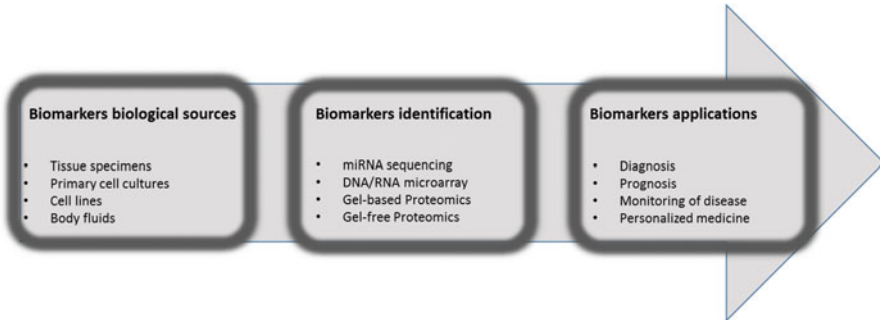 Biomarkers biological sources
• Tissue specimens
• Primary cell cultures
• Cell lines
• Body fluids
Biomarkers identification
• miRNA sequencing
• DNA/RNA microarray
• Gel-based Proteomics
• Gel-free Proteomics
Biomarkers applications
• Diagnosis
• Prognosis
• Monitoring of disease
• Personalized medicine